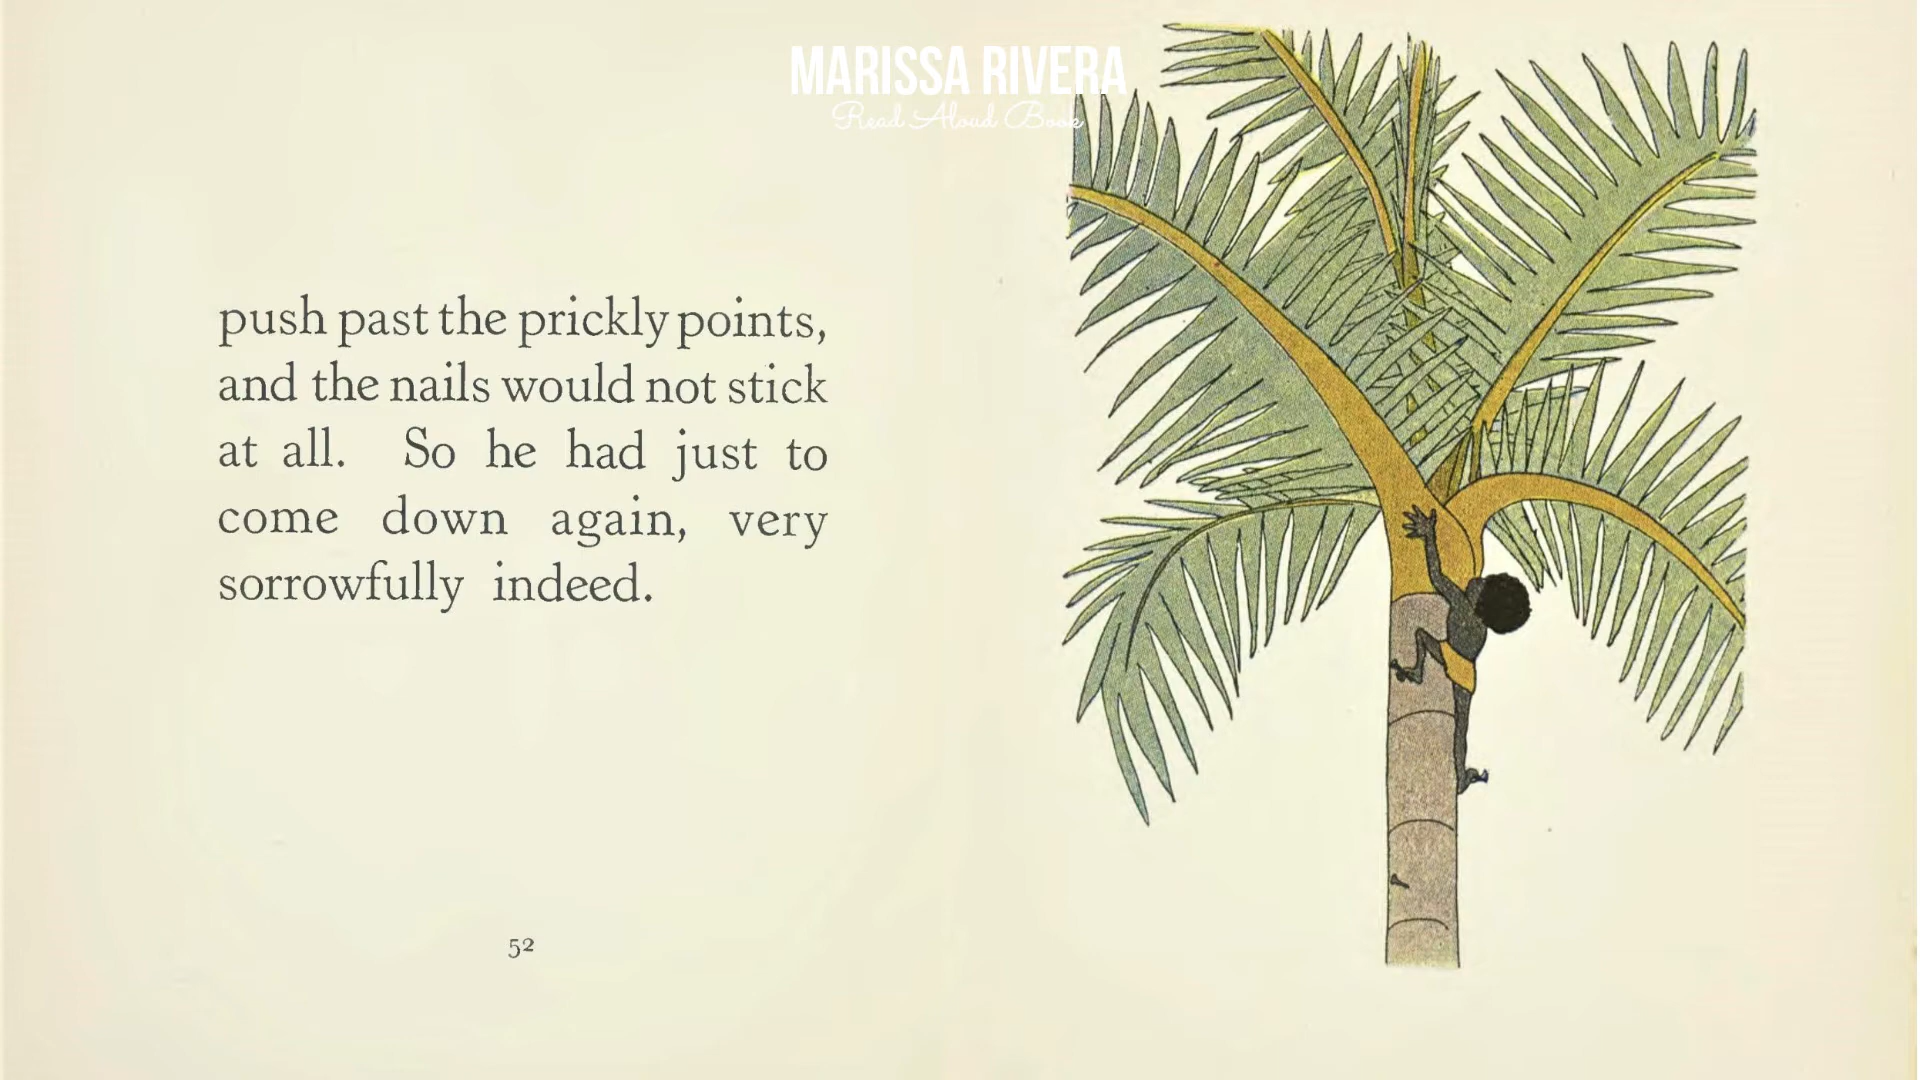 MARISSA RIVERA
Read Aloud Book
push past the prickly points,
and the nails would not stick
at all. So he had just to
come down again, very
sorrowfully indeed.
52